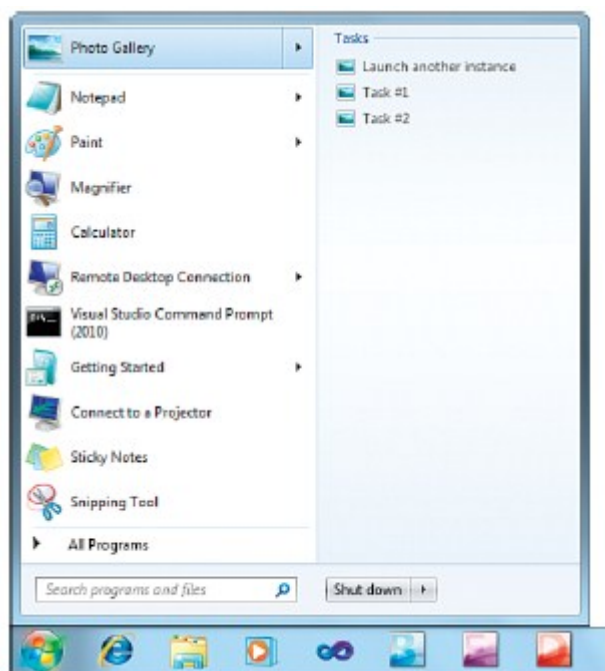 Photo Gallery
Notepad
Paint
Magnifier
Calculator
Remote Desktop Connection
Visual Studio Command Prompt
(2010)
Getting Started
Connect to a Projector
Sticky Notes
Snipping Tool
All Programs
Search programs and files
Tasks
Launch another instance
Task #1
Task #2
Shut down